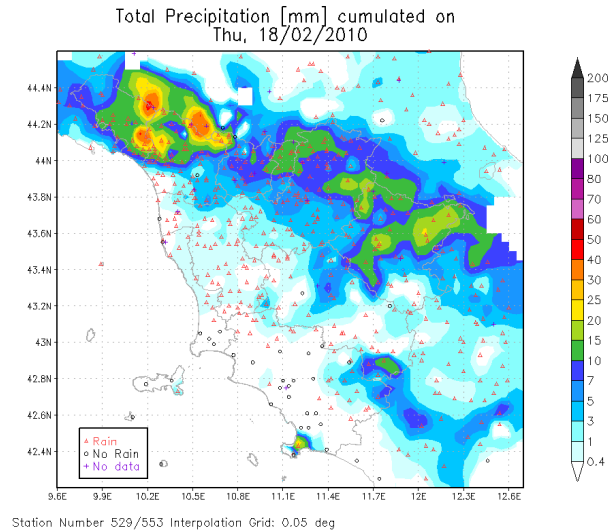 Total Precipitation [mm] cumulated on
Thu, 18/02/2010
44.4N
44.2N
44N
43.8N
43.6N
43.4N
43.2N
43N
42.8N
42.6N
42.4N
9.6E 9.9E 10.2E 10.5E 10.8E 11.1E 11.4E 11.7E 12E 12.3E 12.6E
Rain
No Rain
No data
200
175
150
125
100
80
70
60
50
40
30
25
20
15
10
7
5
3
1
0.4
Station Number 529/553 Interpolation Grid: 0.05 deg